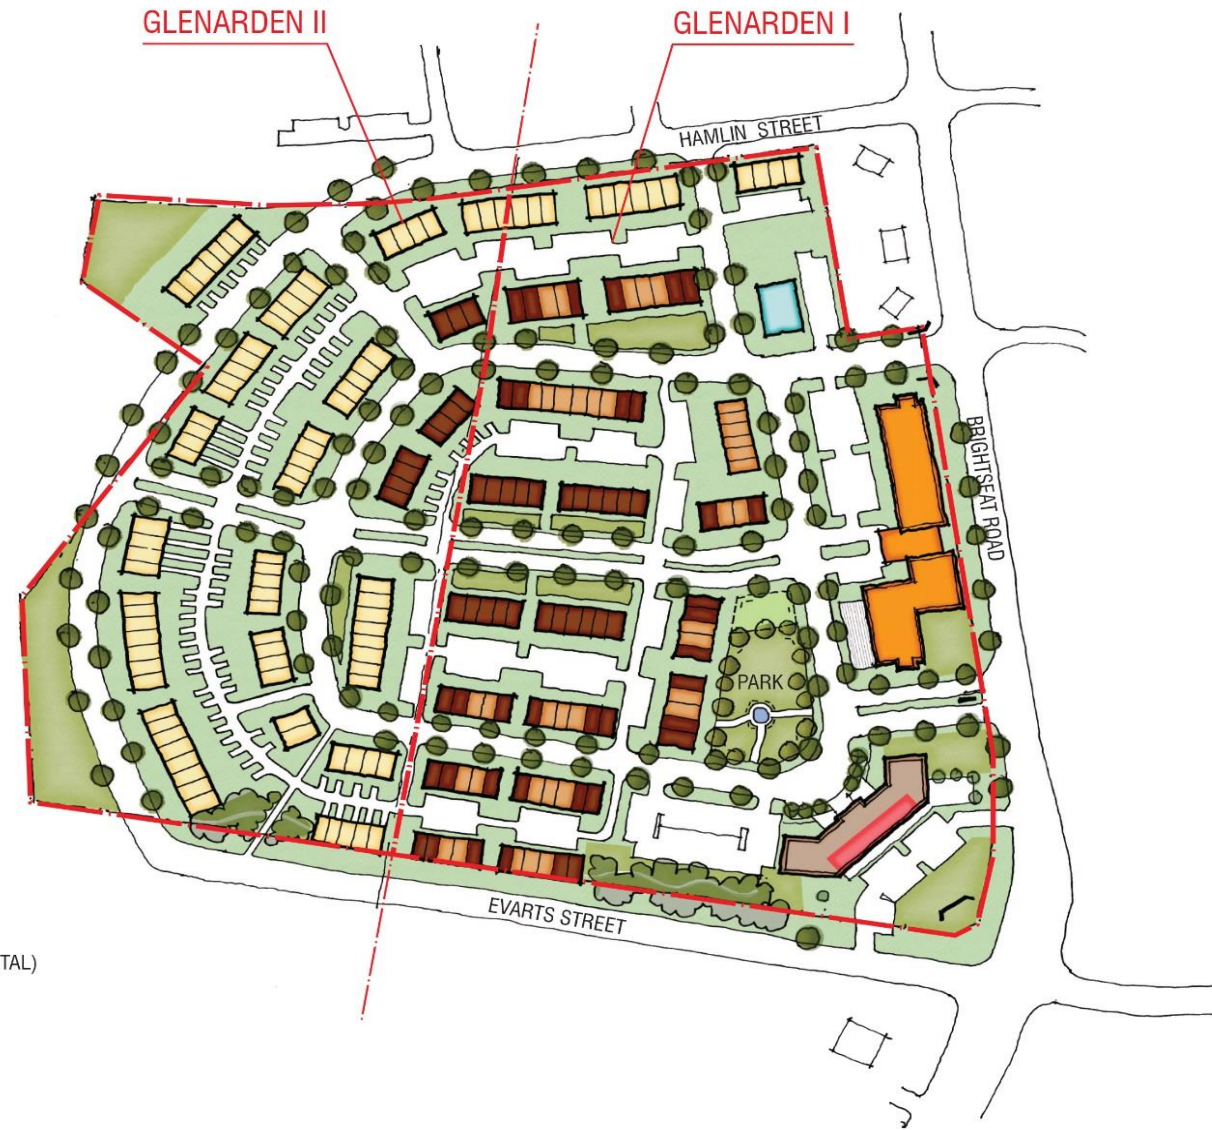 GLENARDEN II
GLENARDEN I
HAMLIN STREET
BRIGHTSEAT ROAD
PARK
EVARTS STREET
TAL)